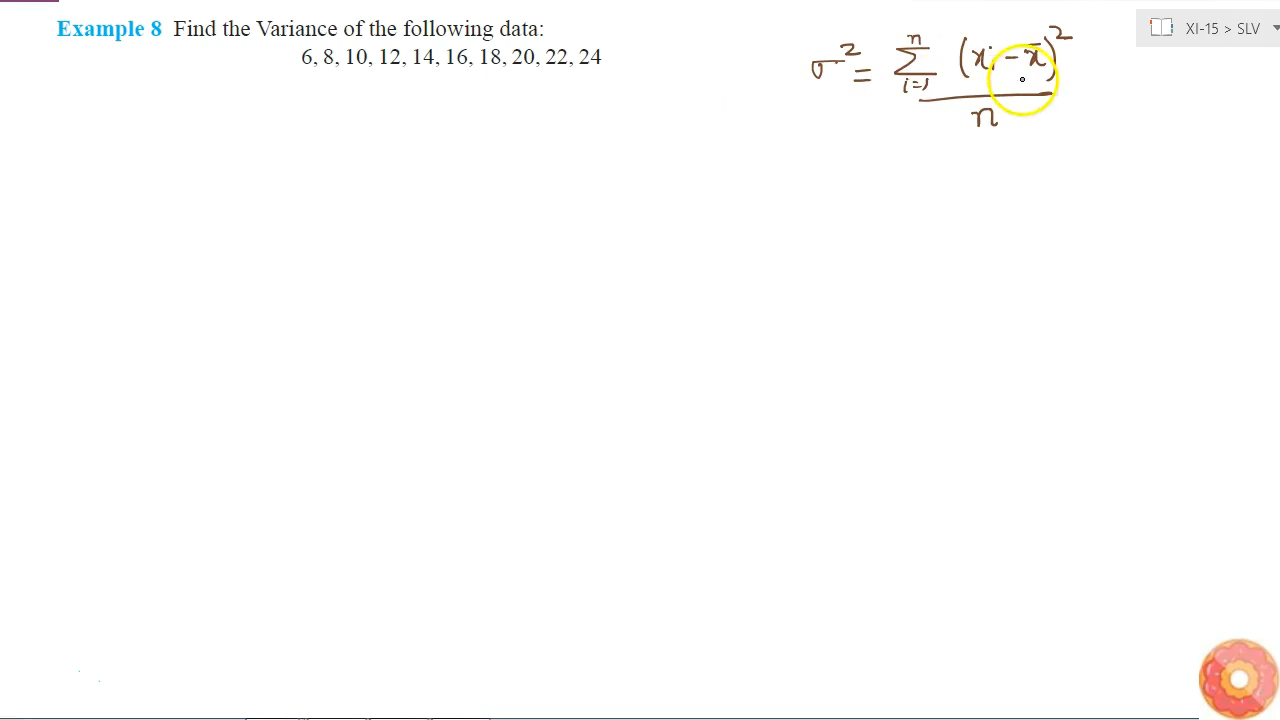 Example 8 Find the Variance of the following data:
6, 8, 10, 12, 14, 16, 18, 20, 22, 24
σ² = Σ (xi - x̄)²
n
i=1
n
XI-15 > SLV